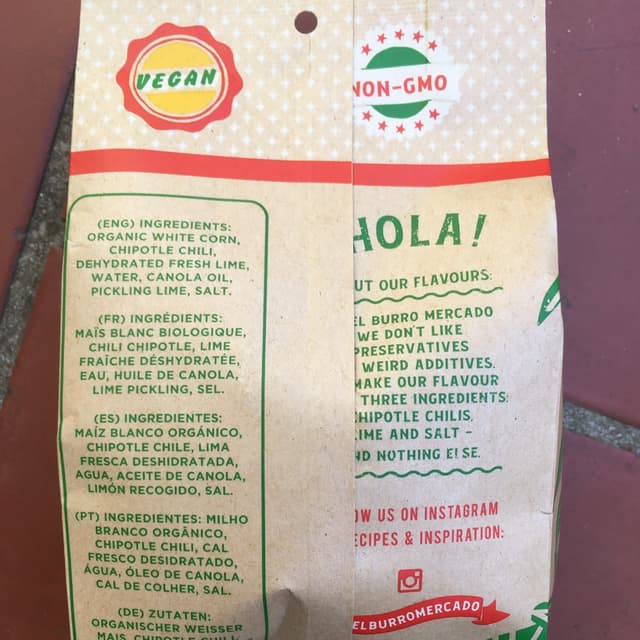 VEGAN
NON-GMO
(ENG) INGREDIENTS:
ORGANIC WHITE CORN,
CHIPOTLE CHILI,
DEHYDRATED FRESH LIME,
WATER, CANOLA OIL,
PICKLING LIME, SALT.
(FR) INGRÉDIENTS:
MAÏS BLANC BIOLOGIQUE,
CHILI CHIPOTLE, LIME
FRAÎCHE DÉSHYDRATÉE,
EAU, HUILE DE CANOLA,
LIME PICKLING, SEL.
(ES) INGREDIENTES:
MAÍZ BLANCO ORGÁNICO,
CHIPOTLE CHILE, LIMA
FRESCA DESHIDRATADA,
AGUA, ACEITE DE CANOLA,
LIMÓN RECOGIDO, SAL.
(PT) INGREDIENTES: MILHO
BRANCO ORGÂNICO,
CHIPOTLE CHILI, CAL
FRESCO DESIDRATADO,
ÁGUA, ÓLEO DE CANOLA,
CAL DE COLHER, SAL.
(DE) ZUTATEN:
ORGANISCHER WEISSER
MAIS, CHIPOTLE CHILI,
HOLA!
UT OUR FLAVOURS:
EL BURRO MERCADO
WE DON'T LIKE
PRESERVATIVES
WEIRD ADDITIVES.
MAKE OUR FLAVOUR
THREE INGREDIENTS:
HIPOTLE CHILIS,
IME AND SALT -
ND NOTHING ELSE.
OW US ON INSTAGRAM
ECIPES & INSPIRATION:
ELBURROMERCADO